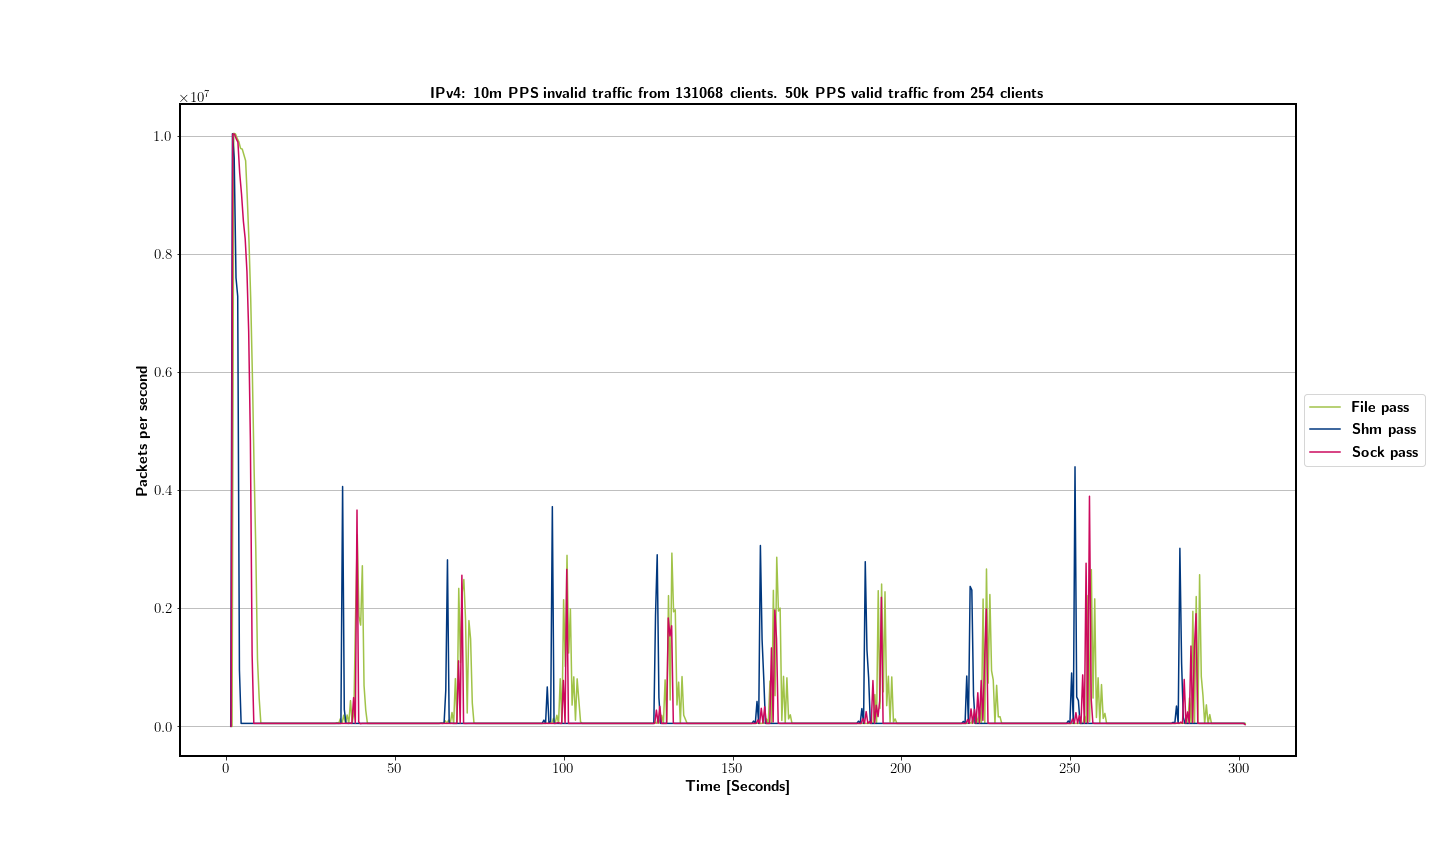 IPv4: 10m PPS invalid traffic from 131068 clients. 50k PPS valid traffic from 254 clients
×10⁷
1.0
0.8
0.6
0.4
0.2
0.0
Packets per second
0 50 100 150 200 250 300
Time [Seconds]
File pass
Shm pass
Sock pass